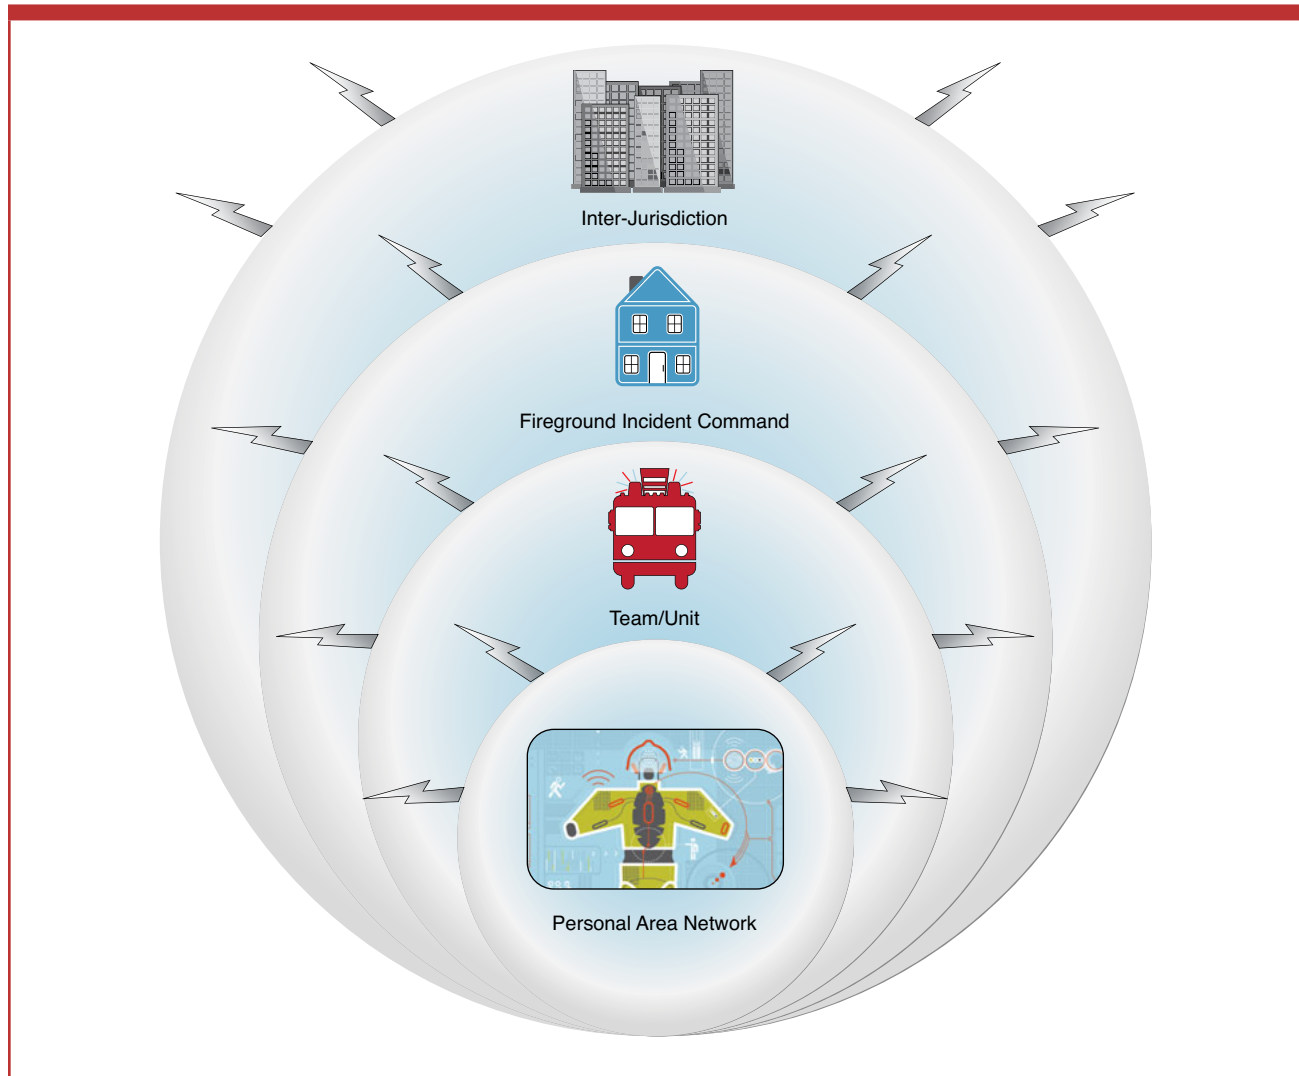 Inter-Jurisdiction
Fireground Incident Command
Team/Unit
Personal Area Network